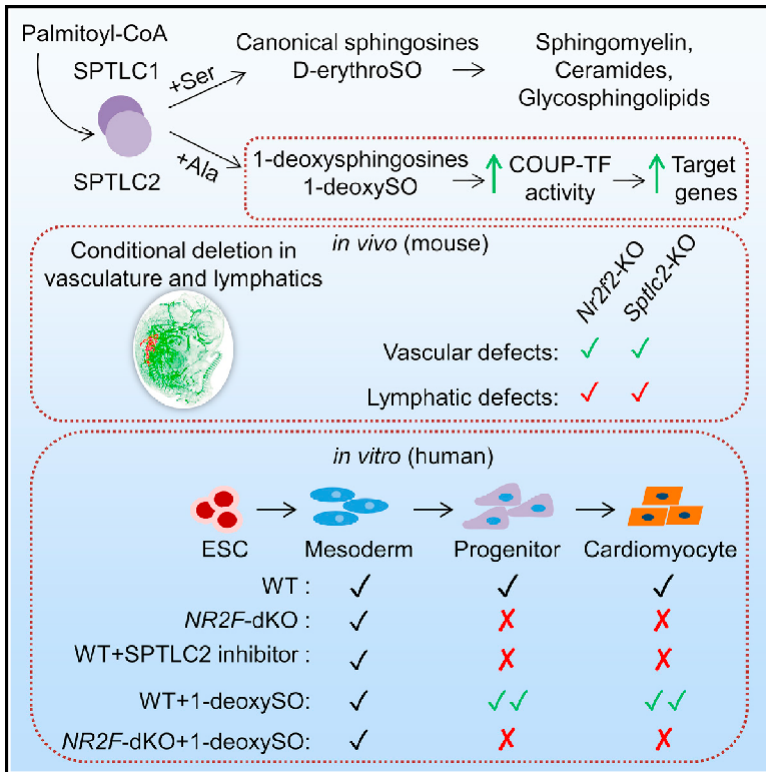 Palmitoyl-CoA
SPTLC1
SPTLC2
+Ser
Canonical sphingosines
D-erythroSO
Sphingomyelin,
Ceramides,
Glycosphingolipids
+Ala
1-deoxysphingosines
1-deoxySO
COUP-TF
activity
Target
genes
in vivo (mouse)
Conditional deletion in
vasculature and lymphatics
Nr2f2-KO
Sptlc2-KO
Vascular defects: ✓ ✓
Lymphatic defects: ✓ ✓
in vitro (human)
ESC Mesoderm Progenitor Cardiomyocyte
WT : ✓ ✓ ✓
NR2F-dKO : ✓ ✗ ✗
WT+SPTLC2 inhibitor : ✓ ✗ ✗
WT+1-deoxySO: ✓ ✓✓ ✓✓
NR2F-dKO+1-deoxySO: ✓ ✗ ✗